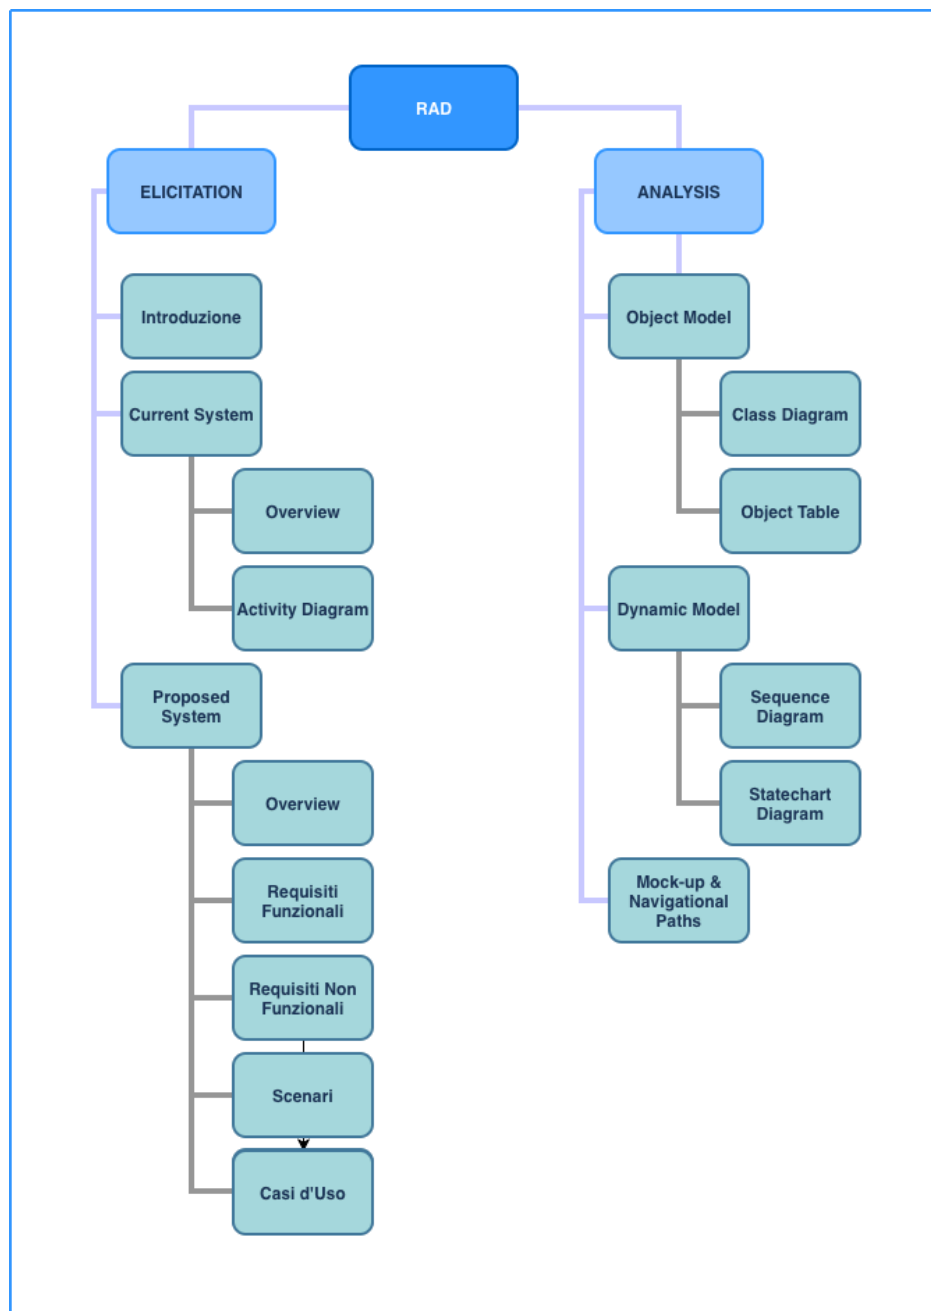 RAD
ELICITATION
Introduzione
Current System
Overview
Activity Diagram
Proposed
System
Overview
Requisiti
Funzionali
Requisiti Non
Funzionali
Scenari
Casi d'Uso
ANALYSIS
Object Model
Class Diagram
Object Table
Dynamic Model
Sequence
Diagram
Statechart
Diagram
Mock-up &
Navigational
Paths